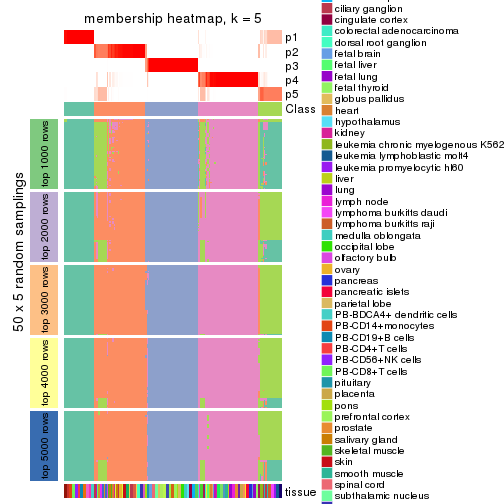 membership heatmap, k = 5
p1
p2
p3
p4
p5
Class
50 x 5 random samplings
top 1000 rows
top 2000 rows
top 3000 rows
top 4000 rows
top 5000 rows
tissue
ciliary ganglion
cingulate cortex
colorectal adenocarcinoma
dorsal root ganglion
fetal brain
fetal liver
fetal lung
fetal thyroid
globus pallidus
heart
hypothalamus
kidney
leukemia chronic myelogenous K562
leukemia lymphoblastic molt4
leukemia promyelocytic hl60
liver
lung
lymph node
lymphoma burkitts daudi
lymphoma burkitts raji
medulla oblongata
occipital lobe
olfactory bulb
ovary
pancreas
pancreatic islets
parietal lobe
PB-BDCA4+ dendritic cells
PB-CD14+monocytes
PB-CD19+B cells
PB-CD4+T cells
PB-CD56+NK cells
PB-CD8+T cells
pituitary
placenta
pons
prefrontal cortex
prostate
salivary gland
skeletal muscle
skin
smooth muscle
spinal cord
subthalamic nucleus